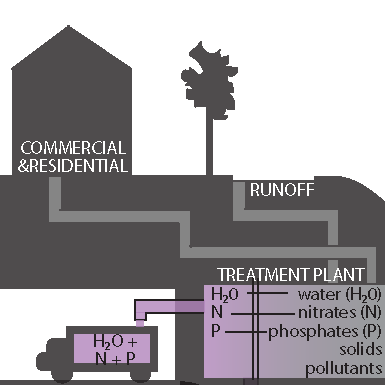 COMMERCIAL
&RESIDENTIAL
RUNOFF
TREATMENT PLANT
H₂O water (H₂O)
N nitrates (N)
P phosphates (P)
solids
pollutants
H₂O +
N + P